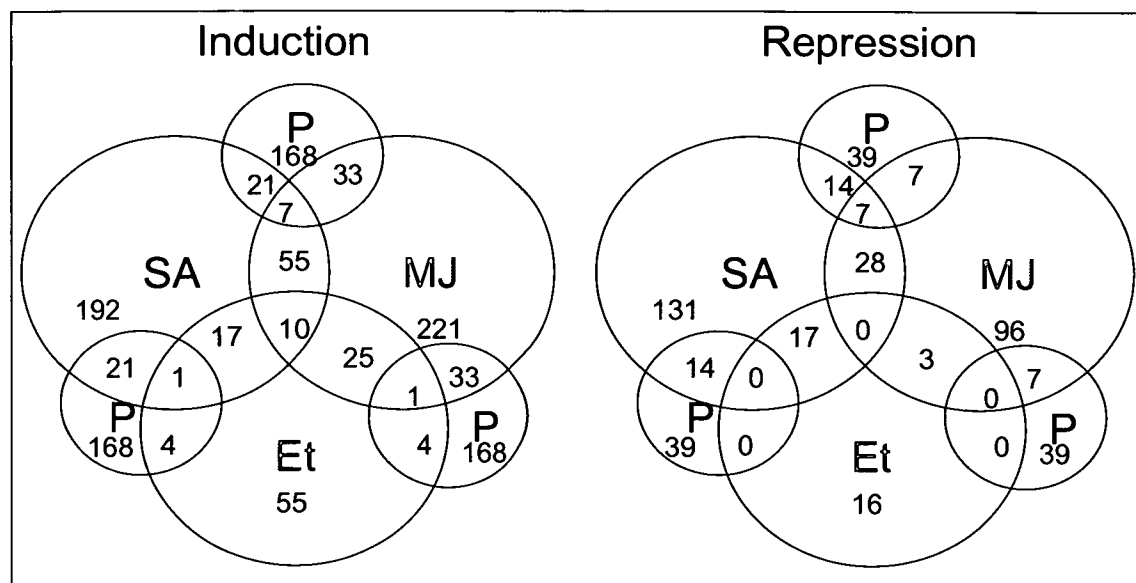 Induction
P
168
21 33
7
55
SA MJ
192
17 10 25 221
21 1 1 33
P P
168 4 4 168
Et
55
Repression
P
39
14 7
7
28
SA MJ
131
17 0 3 96
14 0 0 7
P P
39 0 0 39
Et
16